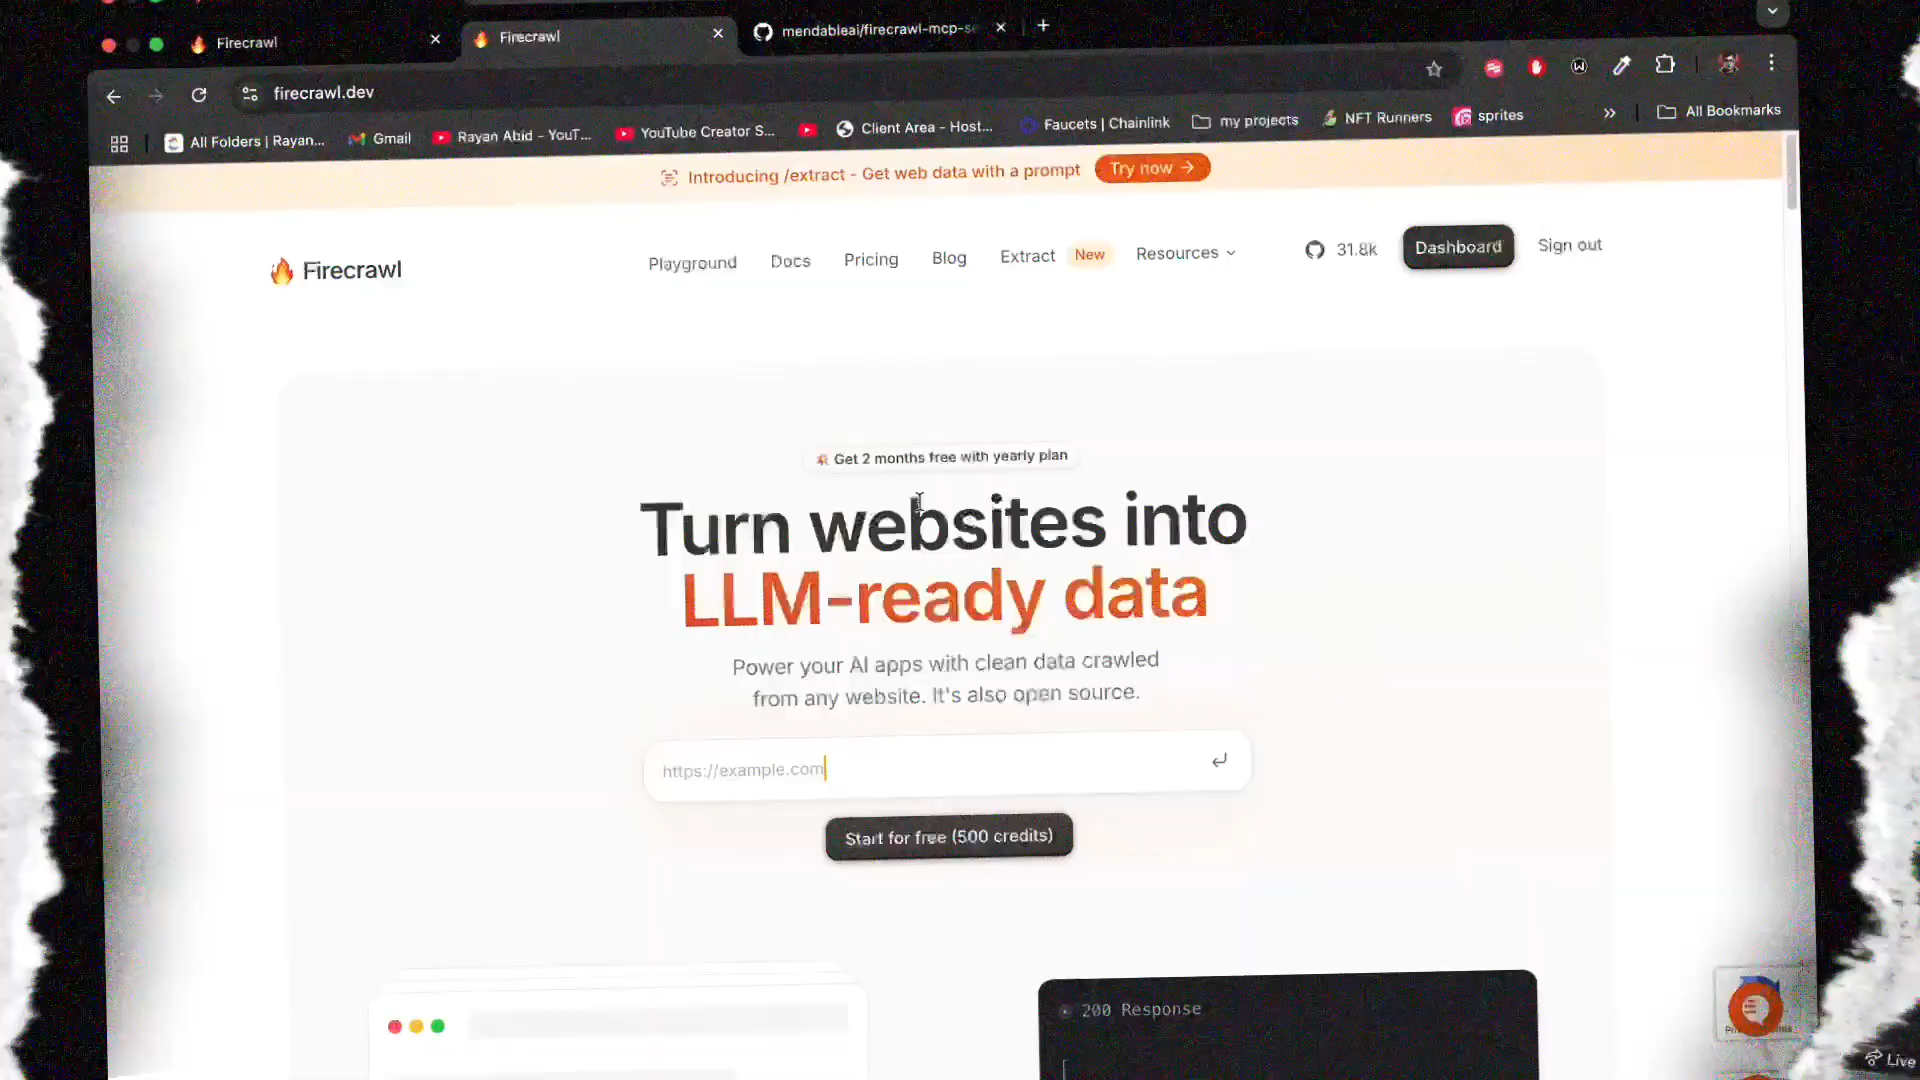 Firecrawl
Firecrawl
mendableai/firecrawl-mcp-se
firecrawl.dev
All Folders | Rayan...
Gmail
Rayan Abid - YouT...
YouTube Creator S...
Client Area - Host...
Faucets | Chainlink
my projects
NFT Runners
sprites
All Bookmarks
Introducing /extract - Get web data with a prompt
Try now →
Firecrawl
Playground
Docs
Pricing
Blog
Extract
New
Resources
31.8k
Dashboard
Sign out
Get 2 months free with yearly plan
Turn websites into
LLM-ready data
Power your AI apps with clean data crawled
from any website. It's also open source.
https://example.com
Start for free (500 credits)
200 Response
[
Live